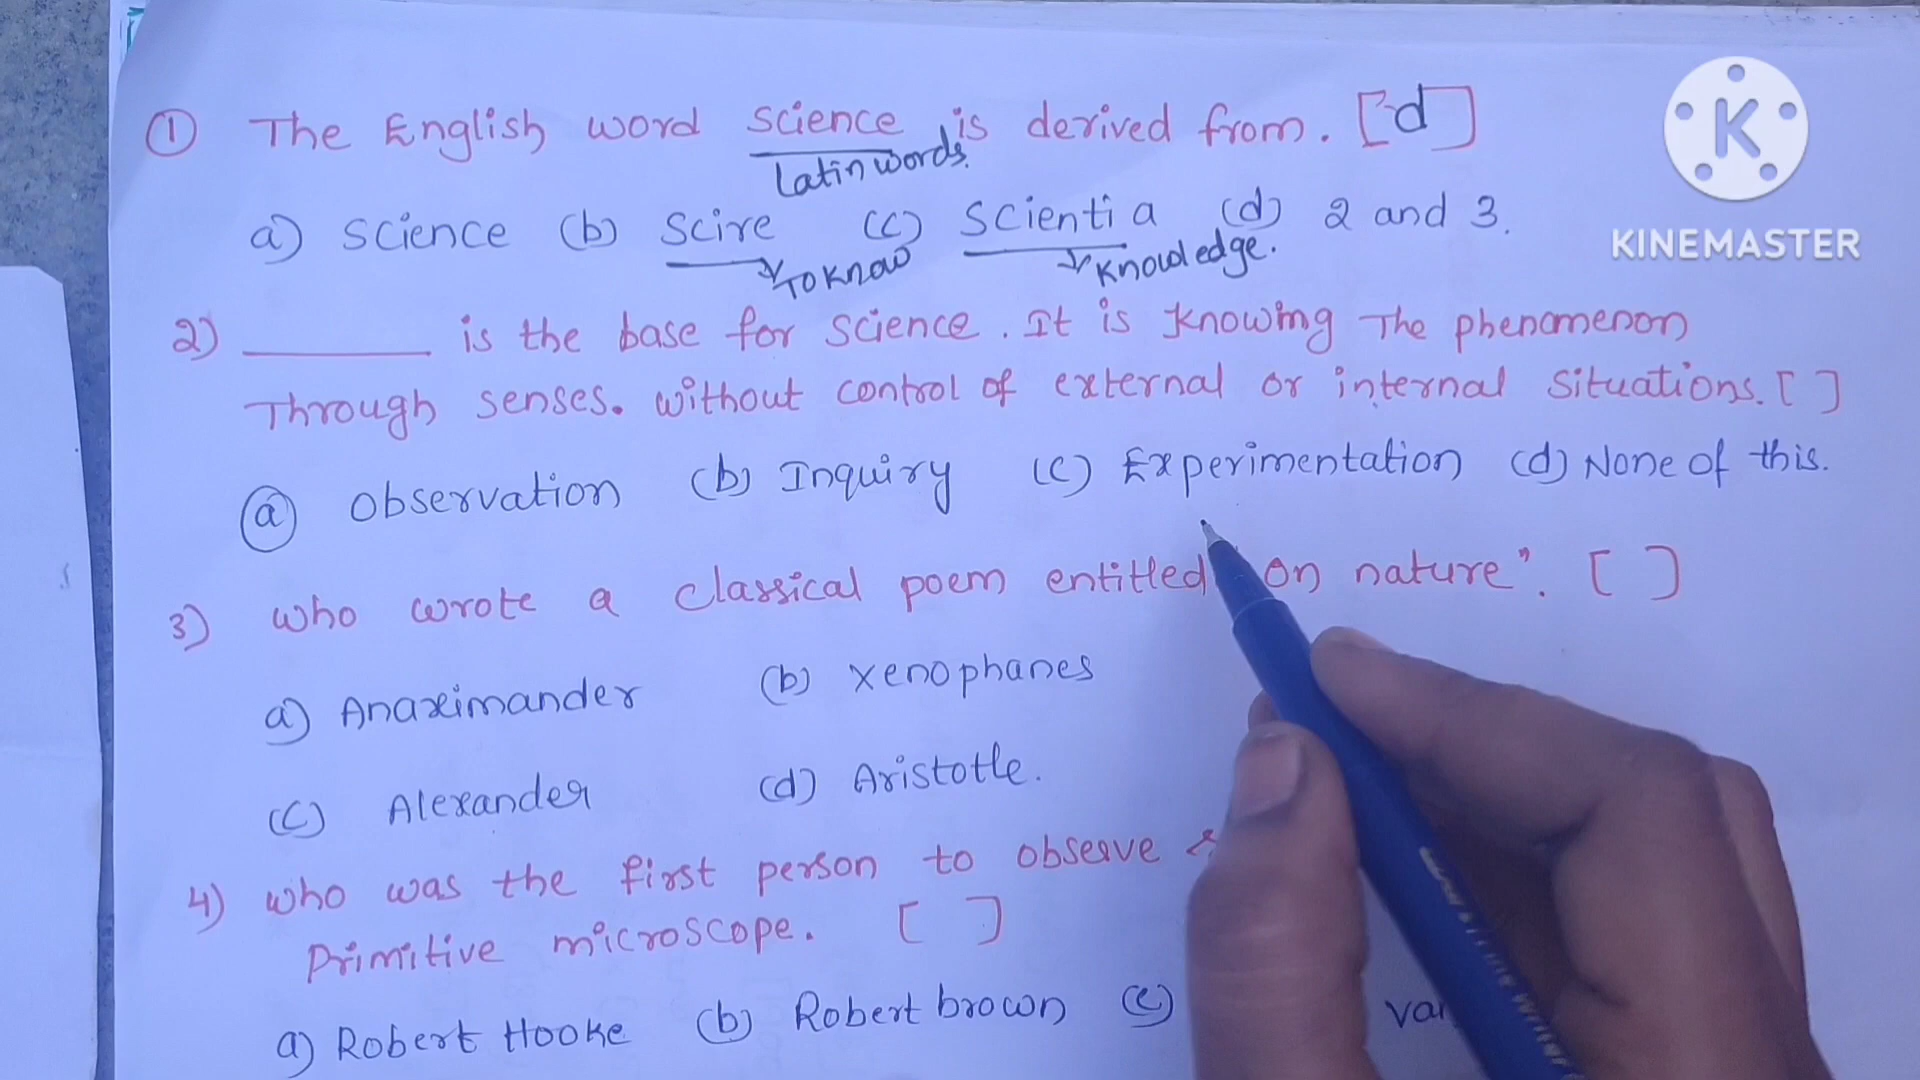 ① The English word science is derived from. [d]
Latin words.
a) science (b) scire (c) scientia (d) 2 and 3.
To know
Knowledge.
2) ________ is the base for science. It is Knowing The phenomenon
Through senses. without control of external or internal situations. [ ]
ⓐ observation (b) Inquiry (c) Experimentation (d) None of this.
3) who wrote a classical poem entitled "on nature". [ ]
a) Anaximander (b) xenophanes
(c) Alexander (d) Aristotle.
4) who was the first person to observe
Primitive microscope. [ ]
a) Robert Hooke (b) Robert brown (c)
KINEMASTER